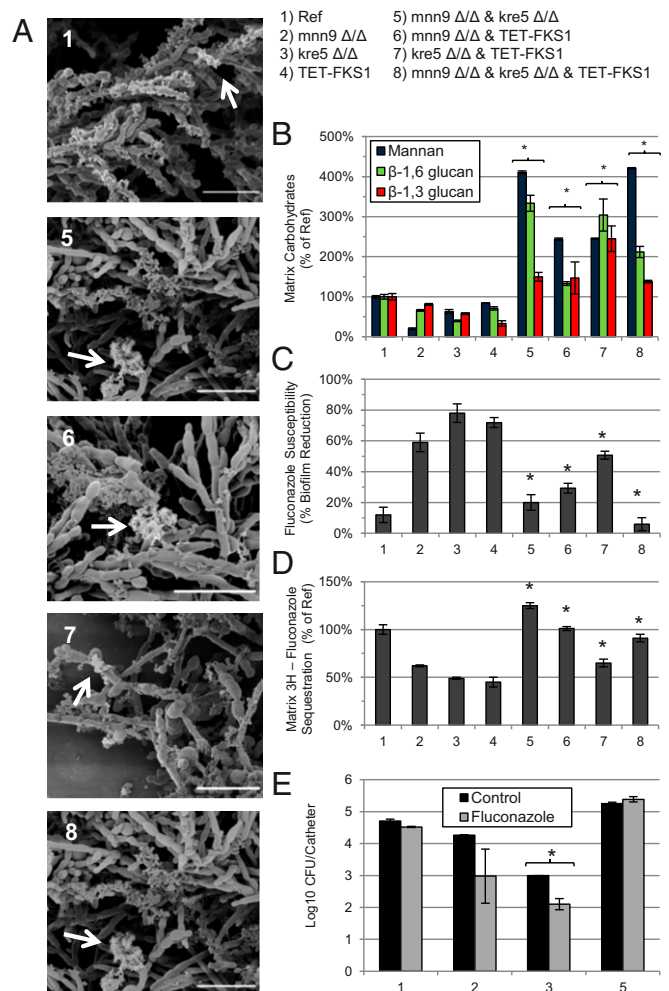 A
1) Ref
2) mnn9 Δ/Δ
3) kre5 Δ/Δ
4) TET-FKS1
5) mnn9 Δ/Δ & kre5 Δ/Δ
6) mnn9 Δ/Δ & TET-FKS1
7) kre5 Δ/Δ & TET-FKS1
8) mnn9 Δ/Δ & kre5 Δ/Δ & TET-FKS1
1
5
6
7
8
B
Matrix Carbohydrates
(% of Ref)
500%
400%
300%
200%
100%
0%
Mannan
β-1,6 glucan
β-1,3 glucan
* * * *
1 2 3 4 5 6 7 8
C
Fluconazole Susceptibility
(% Biofilm Reduction)
100%
80%
60%
40%
20%
0%
* * * *
1 2 3 4 5 6 7 8
D
Matrix 3H – Fluconazole
Sequestration (% of Ref)
150%
100%
50%
0%
* * * *
1 2 3 4 5 6 7 8
E
Log10 CFU/Catheter
6
5
4
3
2
1
0
Control
Fluconazole
*
1 2 3 5